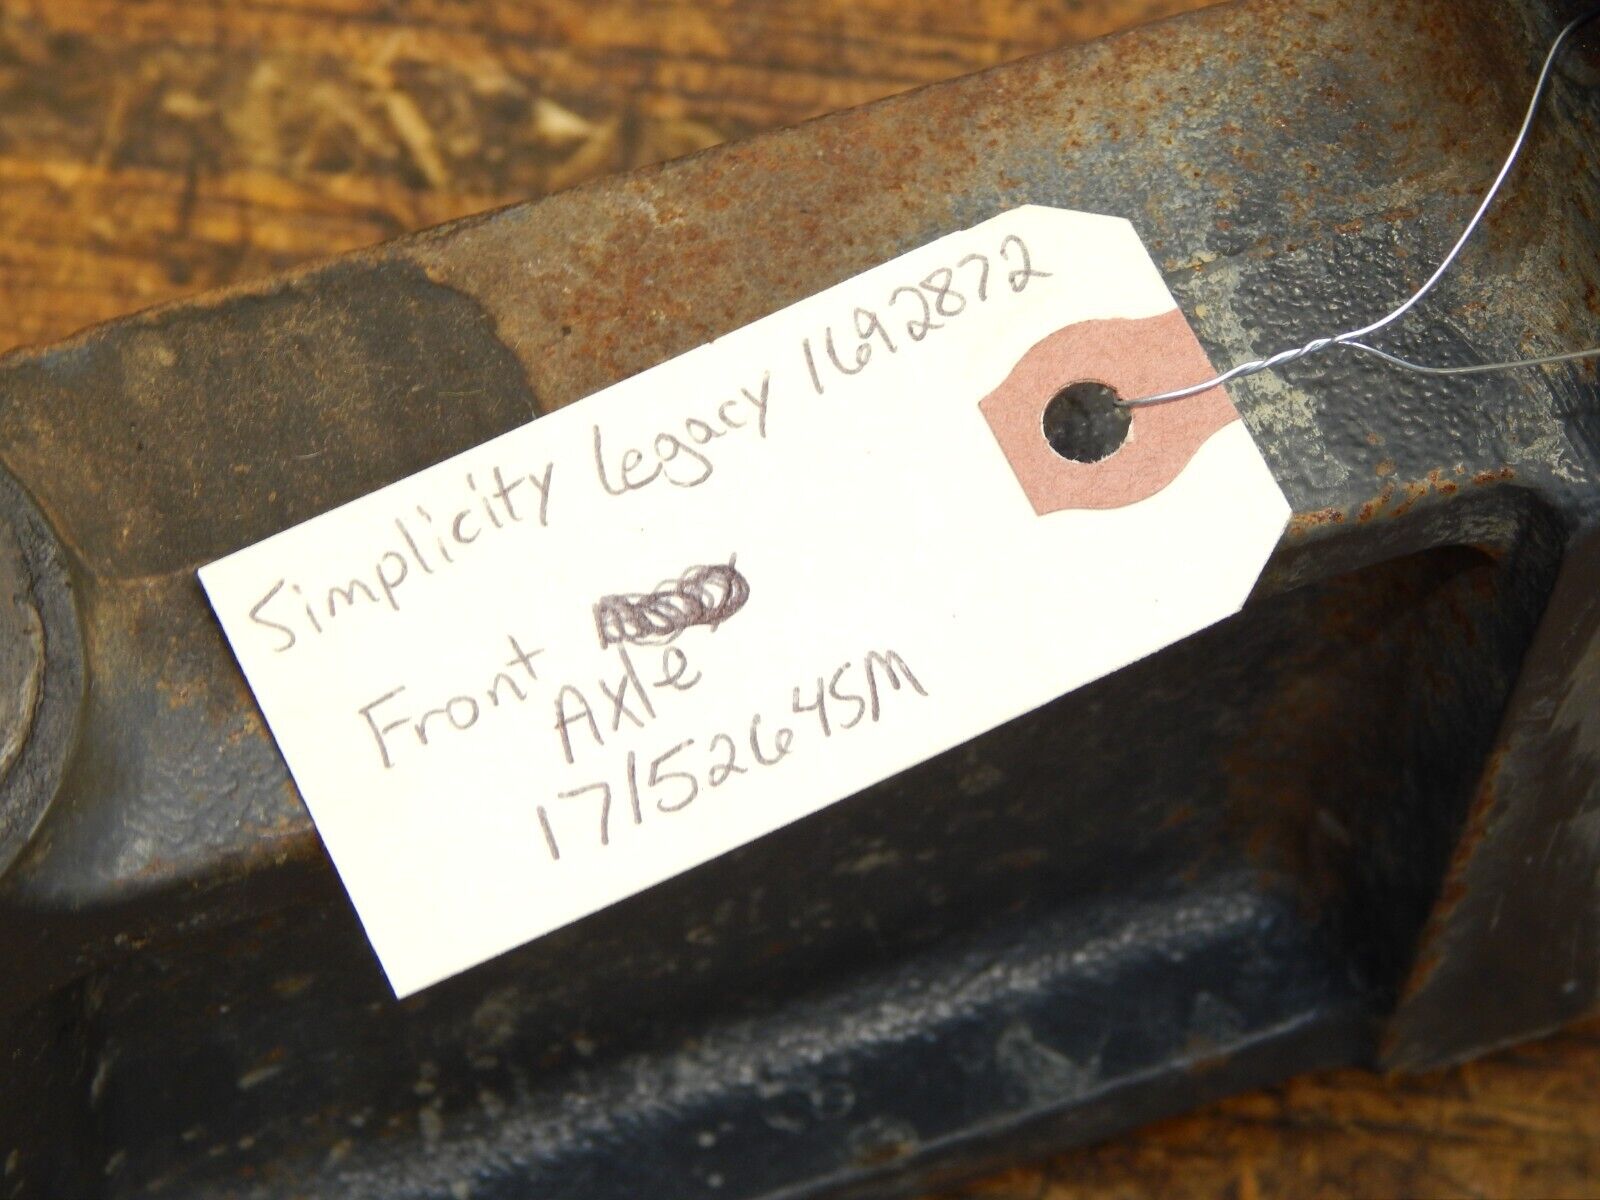 Simplicity Legacy 1692872
Front
Axle
1715264SM